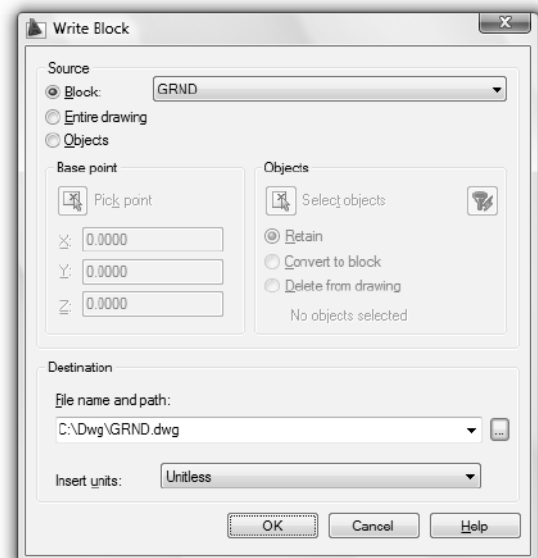 Write Block
Source
Block: GRND
Entire drawing
Objects
Base point
Pick point
X: 0.0000
Y: 0.0000
Z: 0.0000
Objects
Select objects
Retain
Convert to block
Delete from drawing
No objects selected
Destination
File name and path:
C:\Dwg\GRND.dwg
...
Insert units: Unitless
OK Cancel Help